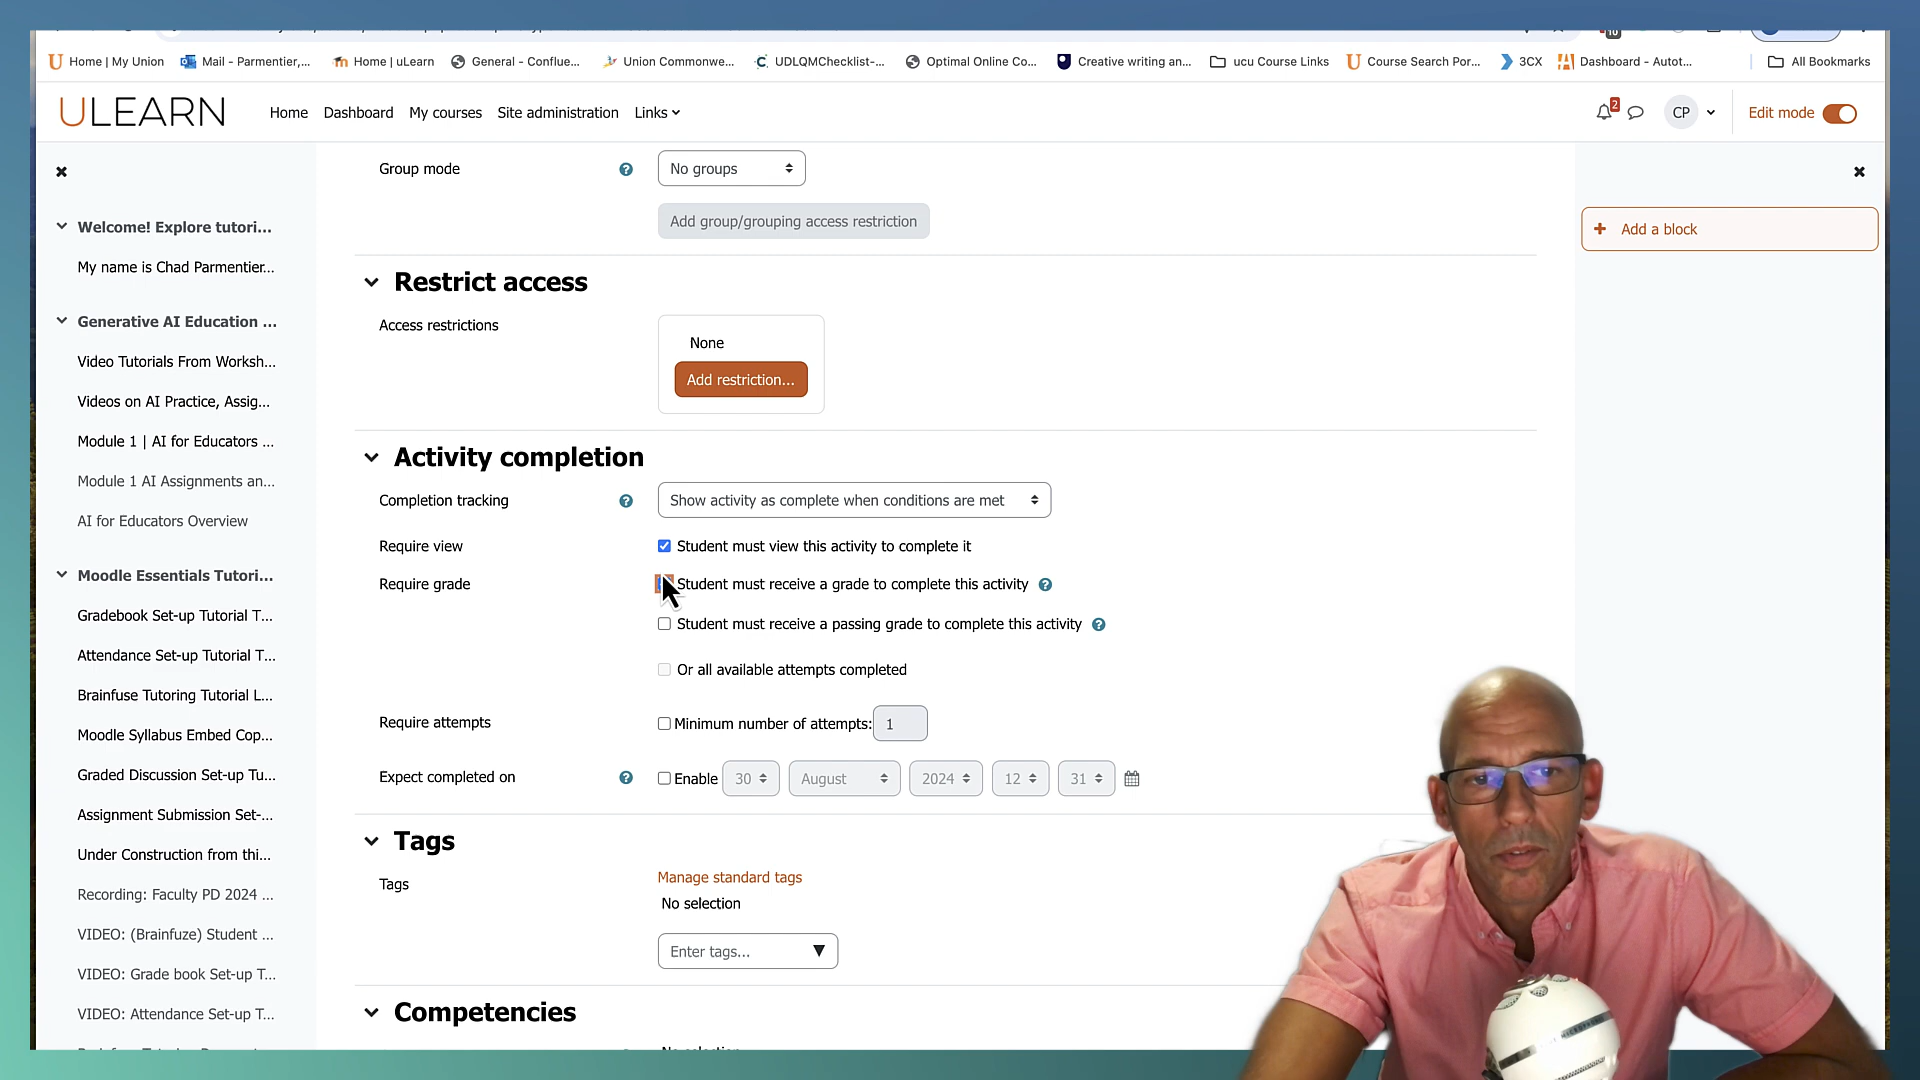 Home | My Union
Mail - Parmentier,...
Home | uLearn
General - Conflue...
Union Commonwe...
UDLQMChecklist-...
Optimal Online Co...
Creative writing an...
ucu Course Links
Course Search Por...
3CX
Dashboard - Autot...
All Bookmarks
ULEARN
Home
Dashboard
My courses
Site administration
Links
2
CP
Edit mode
Welcome! Explore tutori...
My name is Chad Parmentier...
Generative AI Education ...
Video Tutorials From Worksh...
Videos on AI Practice, Assig...
Module 1 | AI for Educators ...
Module 1 AI Assignments an...
AI for Educators Overview
Moodle Essentials Tutori...
Gradebook Set-up Tutorial T...
Attendance Set-up Tutorial T...
Brainfuse Tutoring Tutorial L...
Moodle Syllabus Embed Cop...
Graded Discussion Set-up Tu...
Assignment Submission Set-...
Under Construction from thi...
Recording: Faculty PD 2024 ...
VIDEO: (Brainfuze) Student ...
VIDEO: Grade book Set-up T...
VIDEO: Attendance Set-up T...
Group mode
No groups
Add group/grouping access restriction
Restrict access
Access restrictions
None
Add restriction...
Activity completion
Completion tracking
Show activity as complete when conditions are met
Require view
Student must view this activity to complete it
Require grade
Student must receive a grade to complete this activity
Student must receive a passing grade to complete this activity
Or all available attempts completed
Require attempts
Minimum number of attempts: 1
Expect completed on
Enable 30 August 2024 12 31
Tags
Tags
Manage standard tags
No selection
Enter tags...
Competencies
+ Add a block